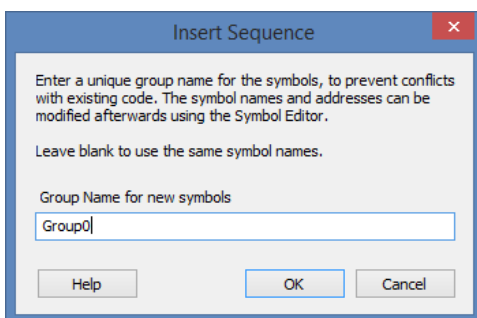 Insert Sequence
Enter a unique group name for the symbols, to prevent conflicts
with existing code. The symbol names and addresses can be
modified afterwards using the Symbol Editor.
Leave blank to use the same symbol names.
Group Name for new symbols
Group0
Help OK Cancel